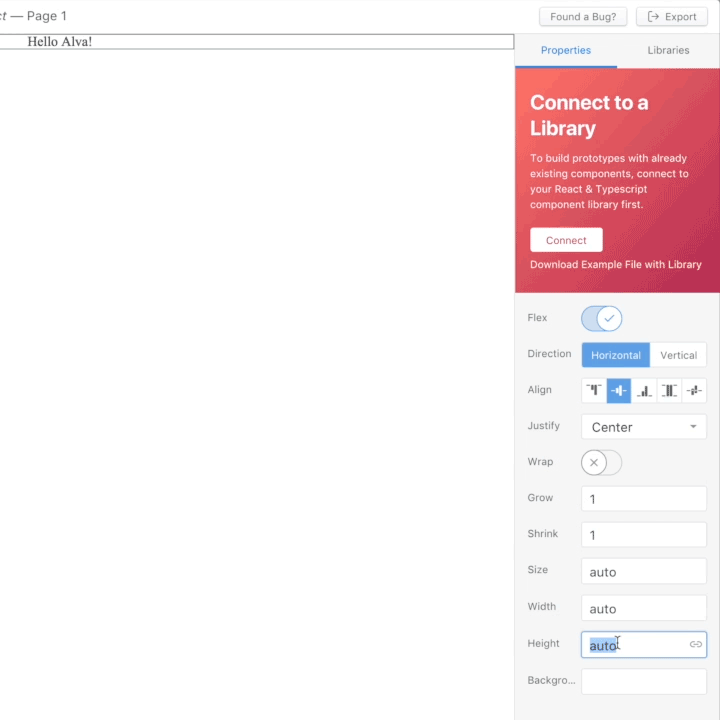 ct — Page 1
Found a Bug?
Export
Hello Alva!
Properties
Libraries
Connect to a
Library
To build prototypes with already
existing components, connect to
your React & Typescript
component library first.
Connect
Download Example File with Library
Flex
Direction
Horizontal
Vertical
Align
Justify
Center
Wrap
Grow
1
Shrink
1
Size
auto
Width
auto
Height
auto
Backgro...